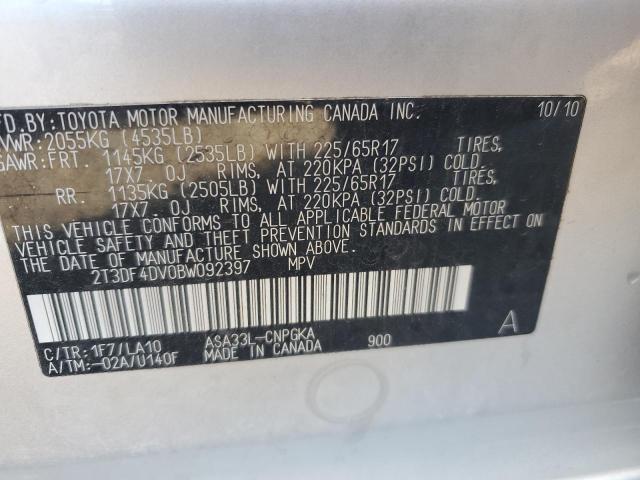 MFD.BY:TOYOTA MOTOR MANUFACTURING CANADA INC. 10/10
GVWR:2055KG (4535LB)
GAWR:FRT. 1145KG (2535LB) WITH 225/65R17 TIRES,
17X7. 0J RIMS, AT 220KPA (32PSI) COLD.
RR. 1135KG (2505LB) WITH 225/65R17 TIRES,
17X7. 0J RIMS, AT 220KPA (32PSI) COLD.
THIS VEHICLE CONFORMS TO ALL APPLICABLE FEDERAL MOTOR
VEHICLE SAFETY AND THEFT PREVENTION STANDARDS IN EFFECT ON
THE DATE OF MANUFACTURE SHOWN ABOVE.
2T3DF4DV0BW092397 MPV
C/TR:1F7/LA10 ASA33L-CNPGKA 900 A
A/TM:-02A/U140F MADE IN CANADA